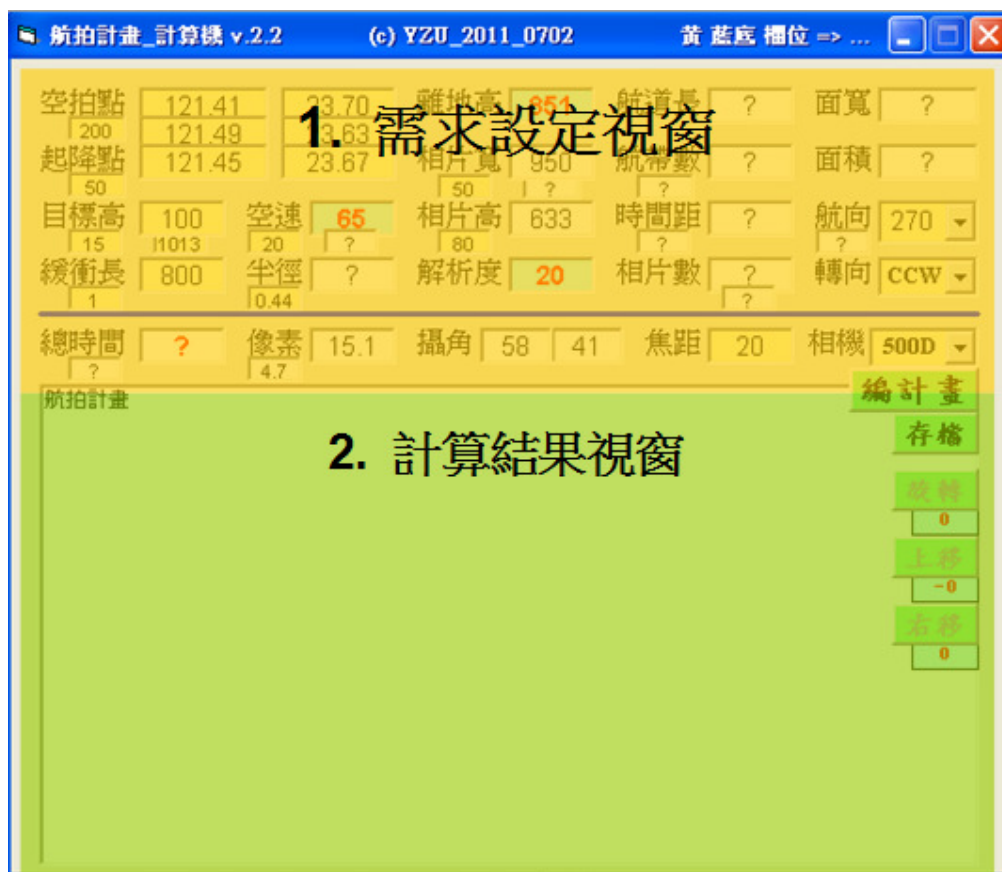 航拍計畫_計算機 v.2.2 (c) YZU_2011_0702 黃 藍底 欄位 => ...
空拍點 121.41 23.70 離地高 851 航道長 ? 面寬 ?
200 121.49 23.63
1. 需求設定視窗
起降點 121.45 23.67 相片寬 950 航帶數 ? 面積 ?
50 50 ? ?
目標高 100 空速 65 相片高 633 時間距 ? 航向 270
15 1013 20 ? 80 ? ?
緩衝長 800 半徑 ? 解析度 20 相片數 ? 轉向 CCW
1 0.44 ?
總時間 ? 像素 15.1 攝角 58 41 焦距 20 相機 500D
? 4.7
航拍計畫
編計畫
存檔
2. 計算結果視窗
旋轉
0
上移
-0
右移
0